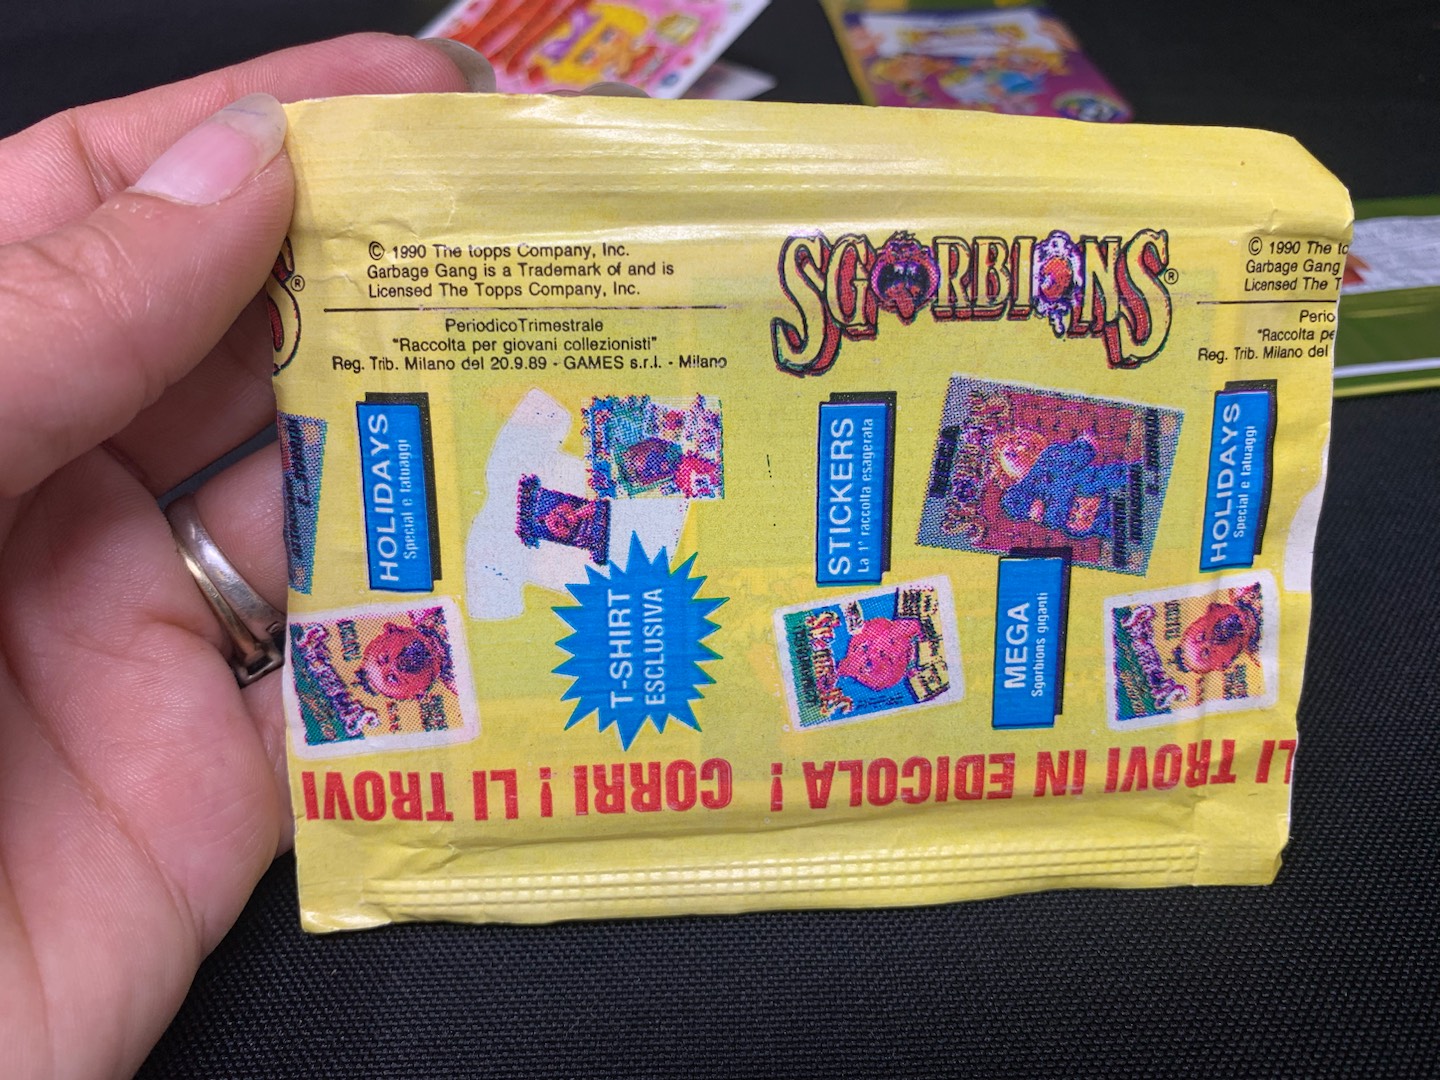 © 1990 The topps Company, Inc.
Garbage Gang is a Trademark of and is
Licensed The Topps Company, Inc.
PeriodicoTrimestrale
"Raccolta per giovani collezionisti"
Reg. Trib. Milano del 20.9.89 - GAMES s.r.l. - Milano
SGORBIONS®
© 1990 The to
Garbage Gang
Licensed The T
Perio
"Raccolta pe
Reg. Trib. Milano del
HOLIDAYS
Special e tatuaggi
T-SHIRT
ESCLUSIVA
STICKERS
La 1ª raccolta esagerata
MEGA
Sgorbions giganti
HOLIDAYS
Special e tatuaggi
LI TROVI IN EDICOLA ! CORRI ! LI TROVI